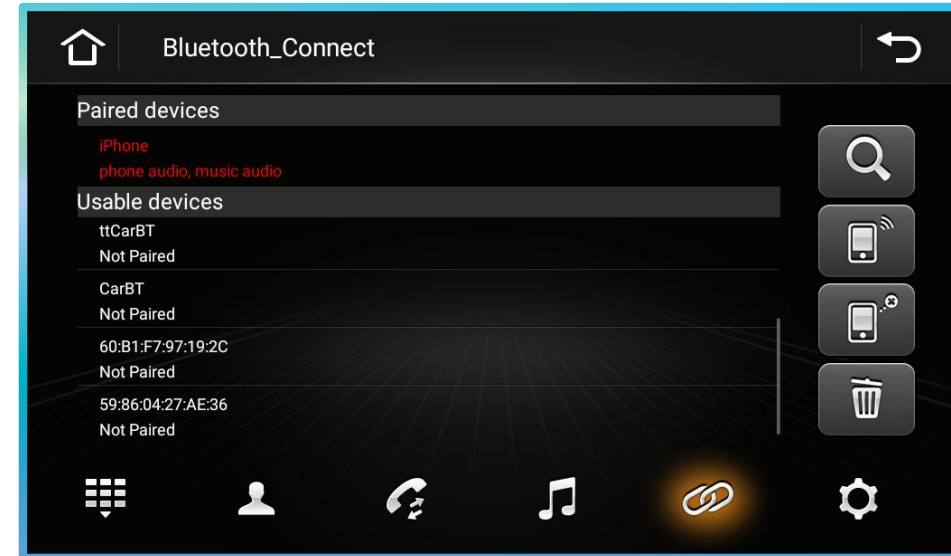 Bluetooth_Connect
Paired devices
iPhone
phone audio, music audio
Usable devices
ttCarBT
Not Paired
CarBT
Not Paired
60:B1:F7:97:19:2C
Not Paired
59:86:04:27:AE:36
Not Paired